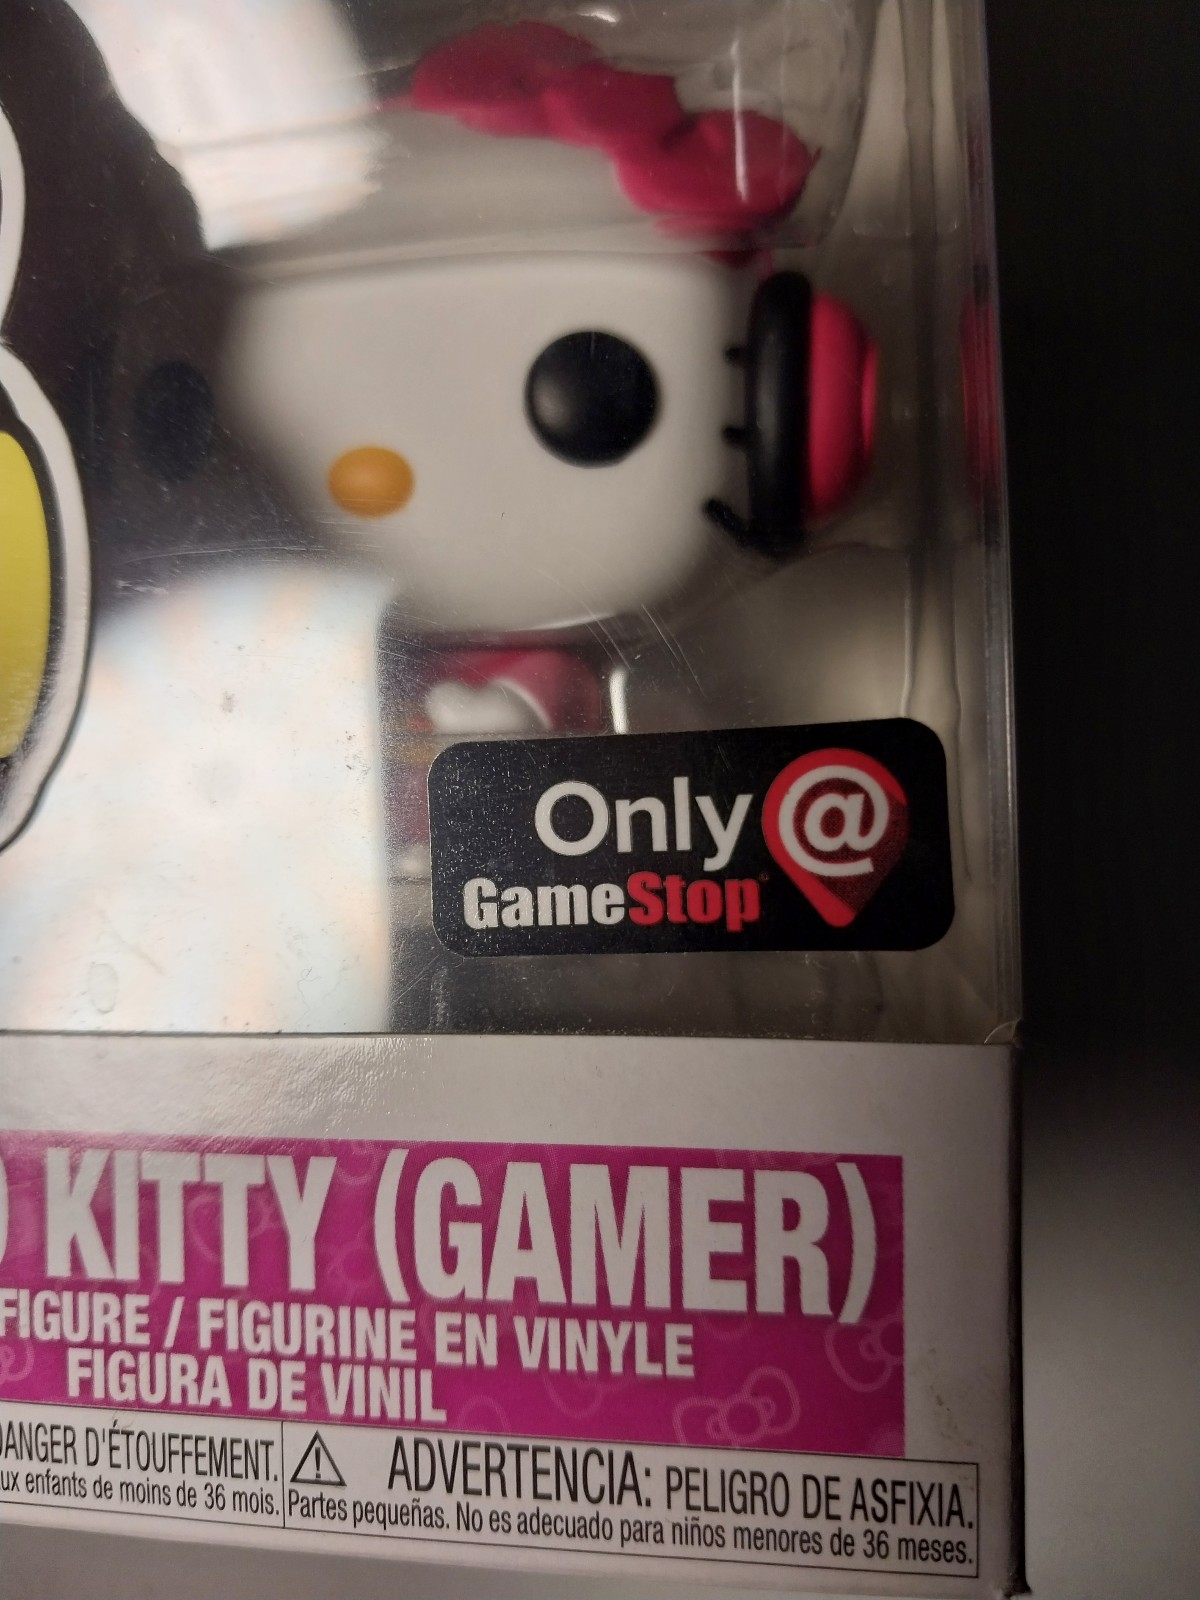 Only @
GameStop
KITTY (GAMER)
FIGURE / FIGURINE EN VINYLE
FIGURA DE VINIL
DANGER D'ÉTOUFFEMENT.
aux enfants de moins de 36 mois.
ADVERTENCIA: PELIGRO DE ASFIXIA.
Partes pequeñas. No es adecuado para niños menores de 36 meses.